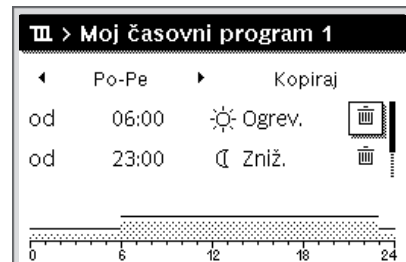 > Moj časovni program 1
Po-Pe Kopiraj
od 06:00 Ogrev.
od 23:00 Zniž.
0 6 12 18 24